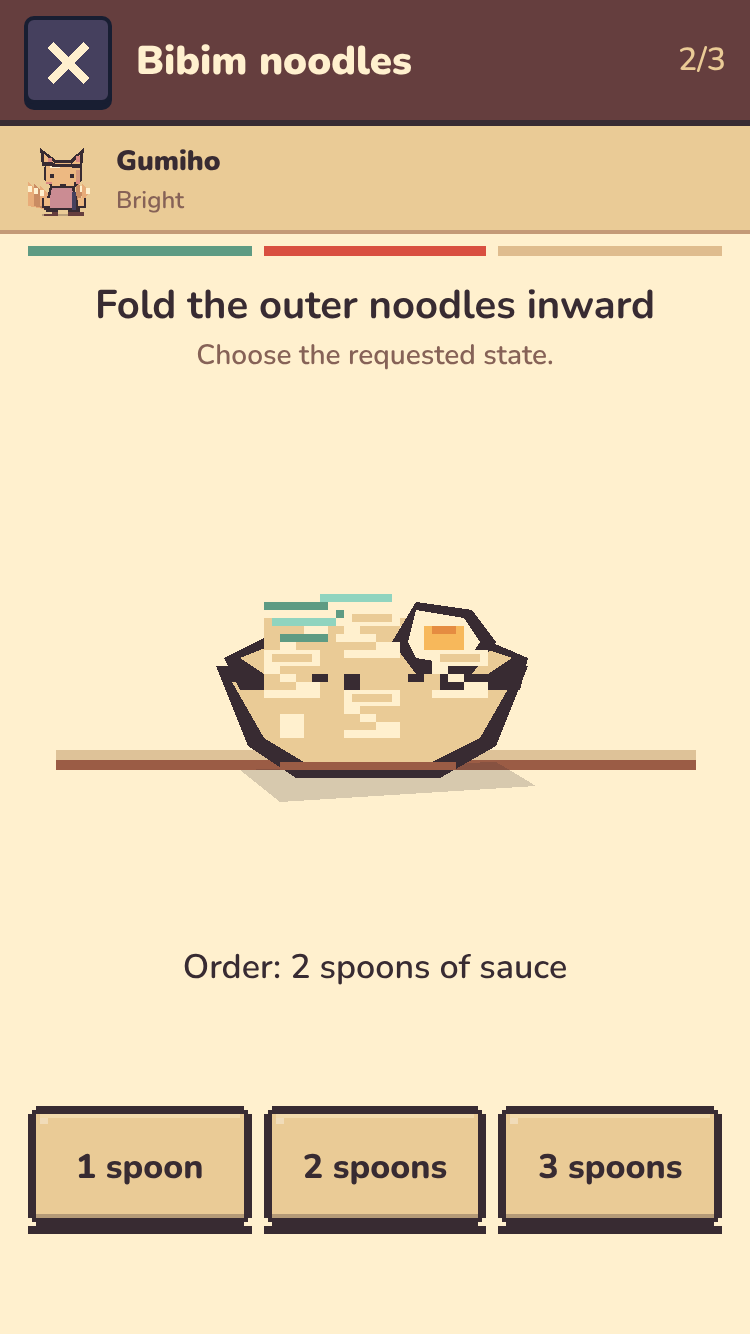 Bibim noodles
2/3
Gumiho
Bright
Fold the outer noodles inward
Choose the requested state.
Order: 2 spoons of sauce
1 spoon
2 spoons
3 spoons